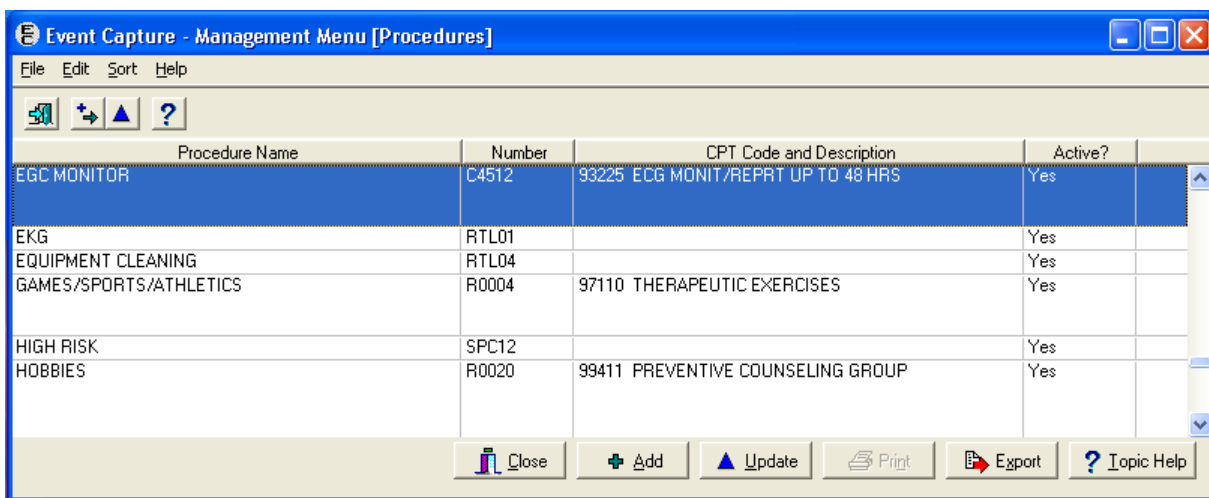 Event Capture - Management Menu [Procedures]
File Edit Sort Help
Procedure Name Number CPT Code and Description Active?
EGC MONITOR C4512 93225 ECG MONIT/REPRT UP TO 48 HRS Yes
EKG RTL01 Yes
EQUIPMENT CLEANING RTL04 Yes
GAMES/SPORTS/ATHLETICS R0004 97110 THERAPEUTIC EXERCISES Yes
HIGH RISK SPC12 Yes
HOBBIES R0020 99411 PREVENTIVE COUNSELING GROUP Yes
Close Add Update Print Export Topic Help